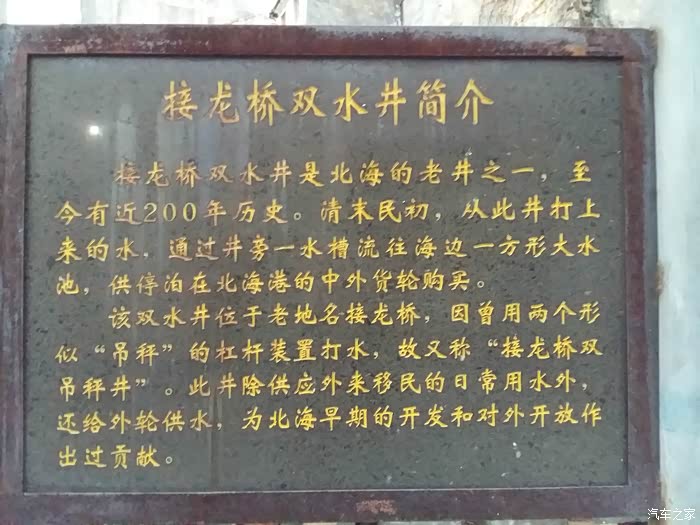 接龙桥双水井简介
接龙桥双水井是北海的老井之一，至
今有近200年历史。清末民初，从此井打上
来的水，通过井旁一水槽流往海边一方形大水
池，供停泊在北海港的中外货轮购买。
该双水井位于老地名接龙桥，因曾用两个形
似“吊秤”的杠杆装置打水，故又称“接龙桥双
吊秤井”。此井除供应外来移民的日常用水外，
还给外轮供水，为北海早期的开发和对外开放作
出过贡献。
汽车之家